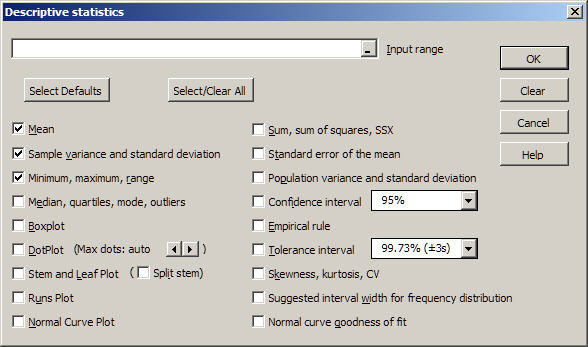 Descriptive statistics
Input range
OK
Select Defaults
Select/Clear All
Clear
Cancel
Help
Mean
Sum, sum of squares, SSX
Sample variance and standard deviation
Standard error of the mean
Minimum, maximum, range
Population variance and standard deviation
Median, quartiles, mode, outliers
Confidence interval 95%
Boxplot
Empirical rule
DotPlot (Max dots: auto )
Tolerance interval 99.73% (±3s)
Stem and Leaf Plot ( Split stem)
Skewness, kurtosis, CV
Runs Plot
Suggested interval width for frequency distribution
Normal Curve Plot
Normal curve goodness of fit